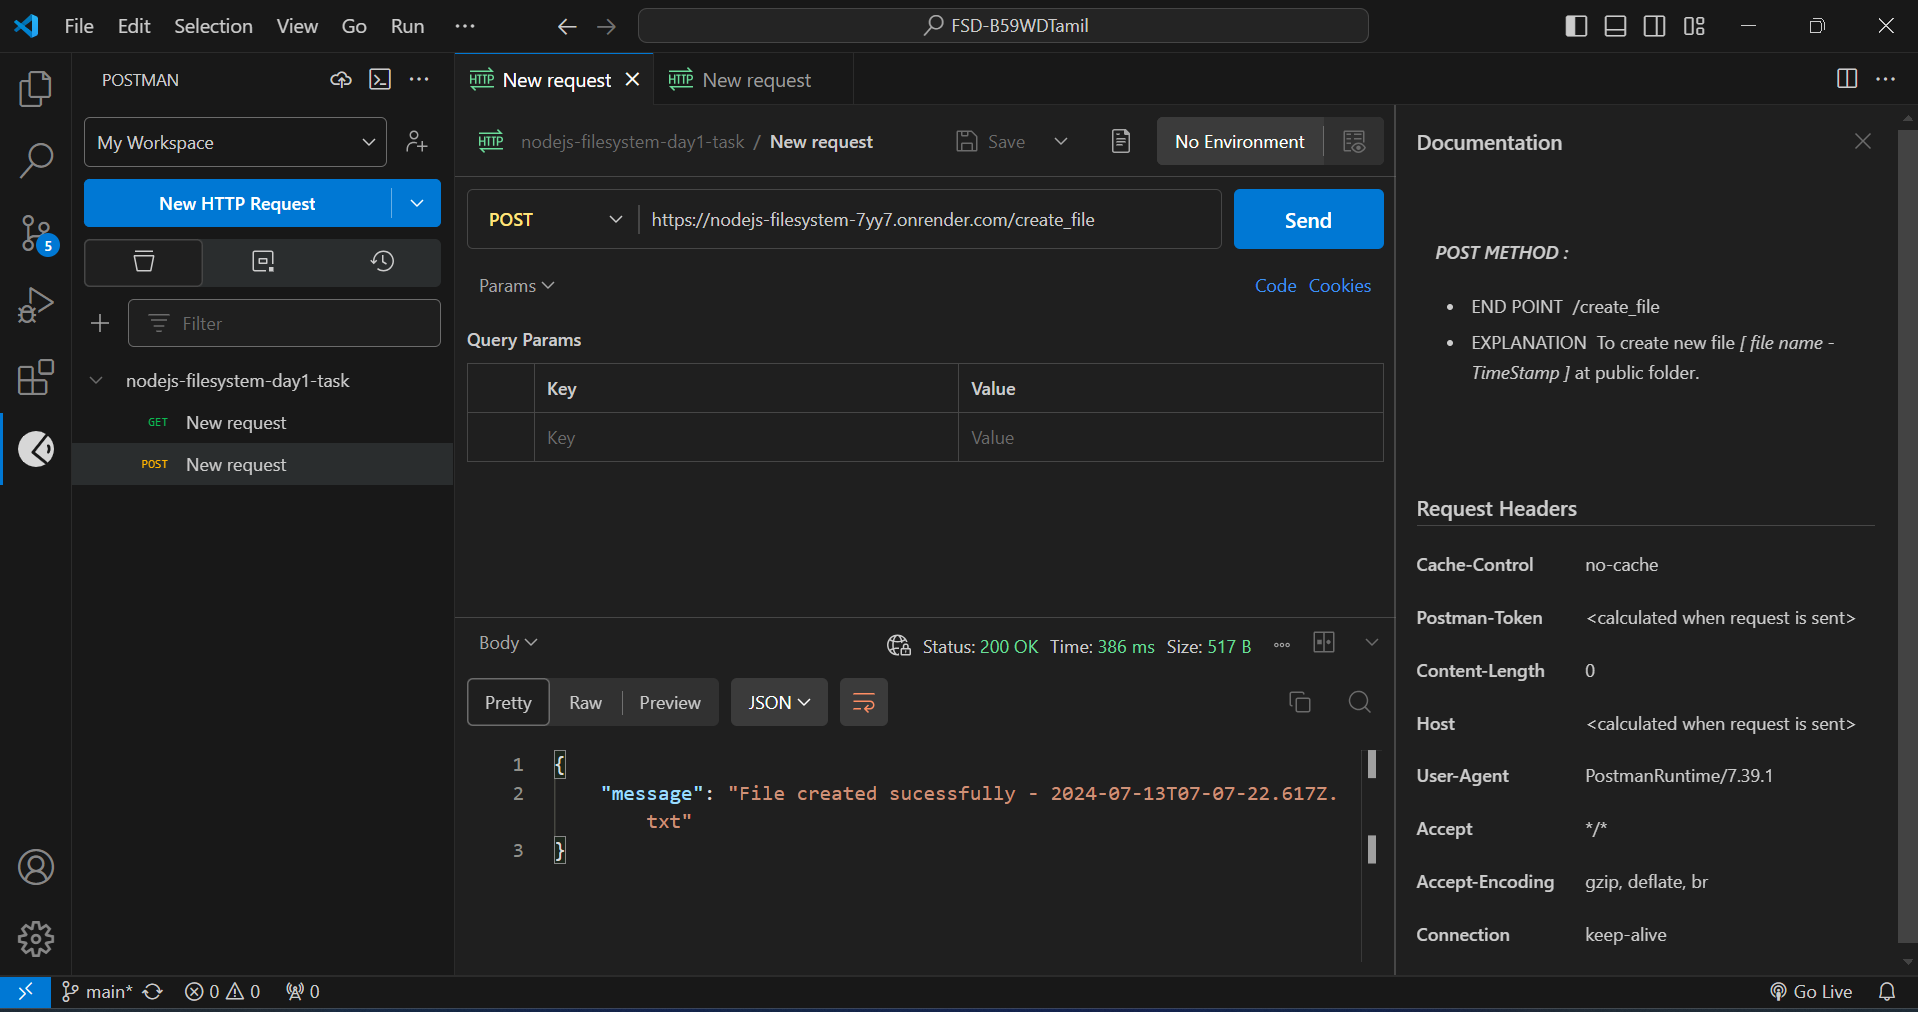 File Edit Selection View Go Run
FSD-B59WDTamil
POSTMAN
My Workspace
New HTTP Request
Filter
nodejs-filesystem-day1-task
GET New request
POST New request
5
HTTP New request
HTTP New request
HTTP nodejs-filesystem-day1-task / New request
Save
No Environment
POST https://nodejs-filesystem-7yy7.onrender.com/create_file
Send
Params
Code Cookies
Query Params
Key Value
Key Value
Body
Status: 200 OK Time: 386 ms Size: 517 B
Pretty Raw Preview JSON
1 {
2 "message": "File created sucessfully - 2024-07-13T07-07-22.617Z.
txt"
3 }
Documentation
POST METHOD :
• END POINT /create_file
• EXPLANATION To create new file [ file name -
TimeStamp ] at public folder.
Request Headers
Cache-Control no-cache
Postman-Token <calculated when request is sent>
Content-Length 0
Host <calculated when request is sent>
User-Agent PostmanRuntime/7.39.1
Accept */*
Accept-Encoding gzip, deflate, br
Connection keep-alive
main* 0 0 0
Go Live